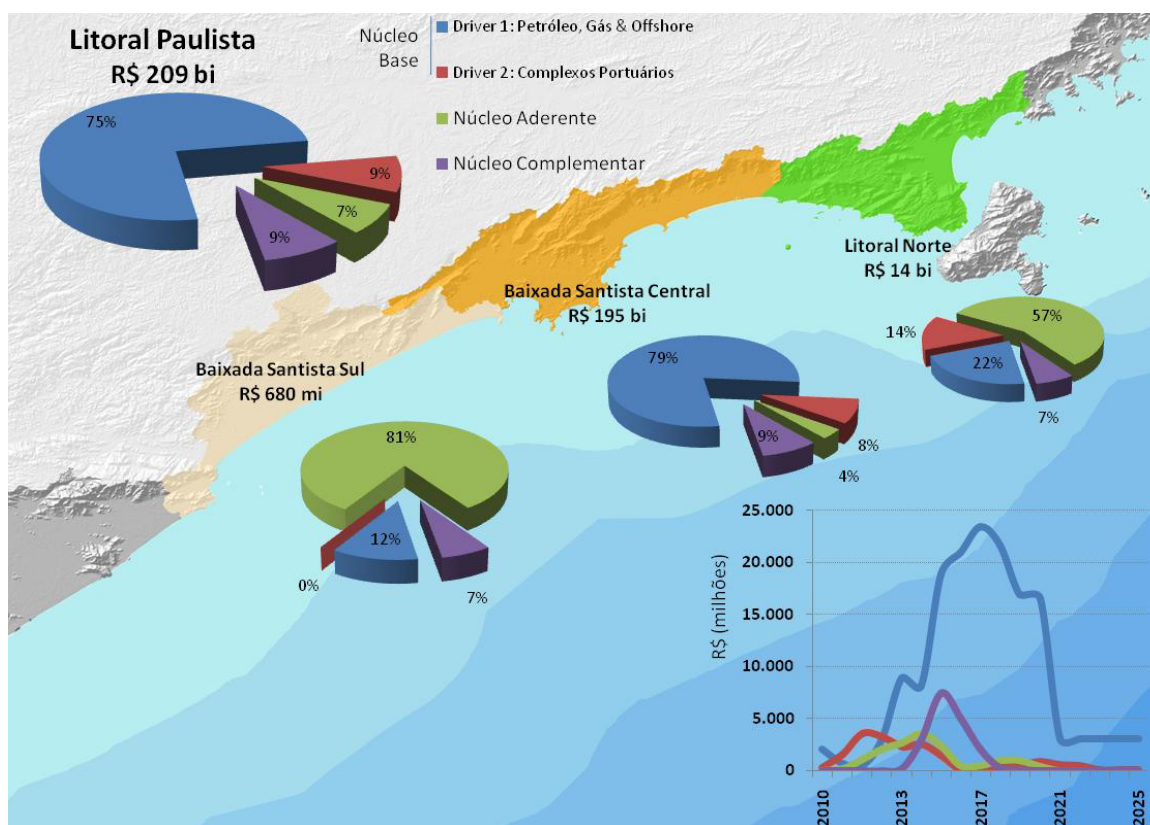 Litoral Paulista
R$ 209 bi
75%
9%
7%
9%
Núcleo
Base
Driver 1: Petróleo, Gás & Offshore
Driver 2: Complexos Portuários
Núcleo Aderente
Núcleo Complementar
Litoral Norte
R$ 14 bi
57%
14%
22%
7%
Baixada Santista Central
R$ 195 bi
79%
8%
4%
9%
Baixada Santista Sul
R$ 680 mi
81%
0%
12%
7%
R$ (milhões)
25.000
20.000
15.000
10.000
5.000
0
2010
2013
2017
2021
2025